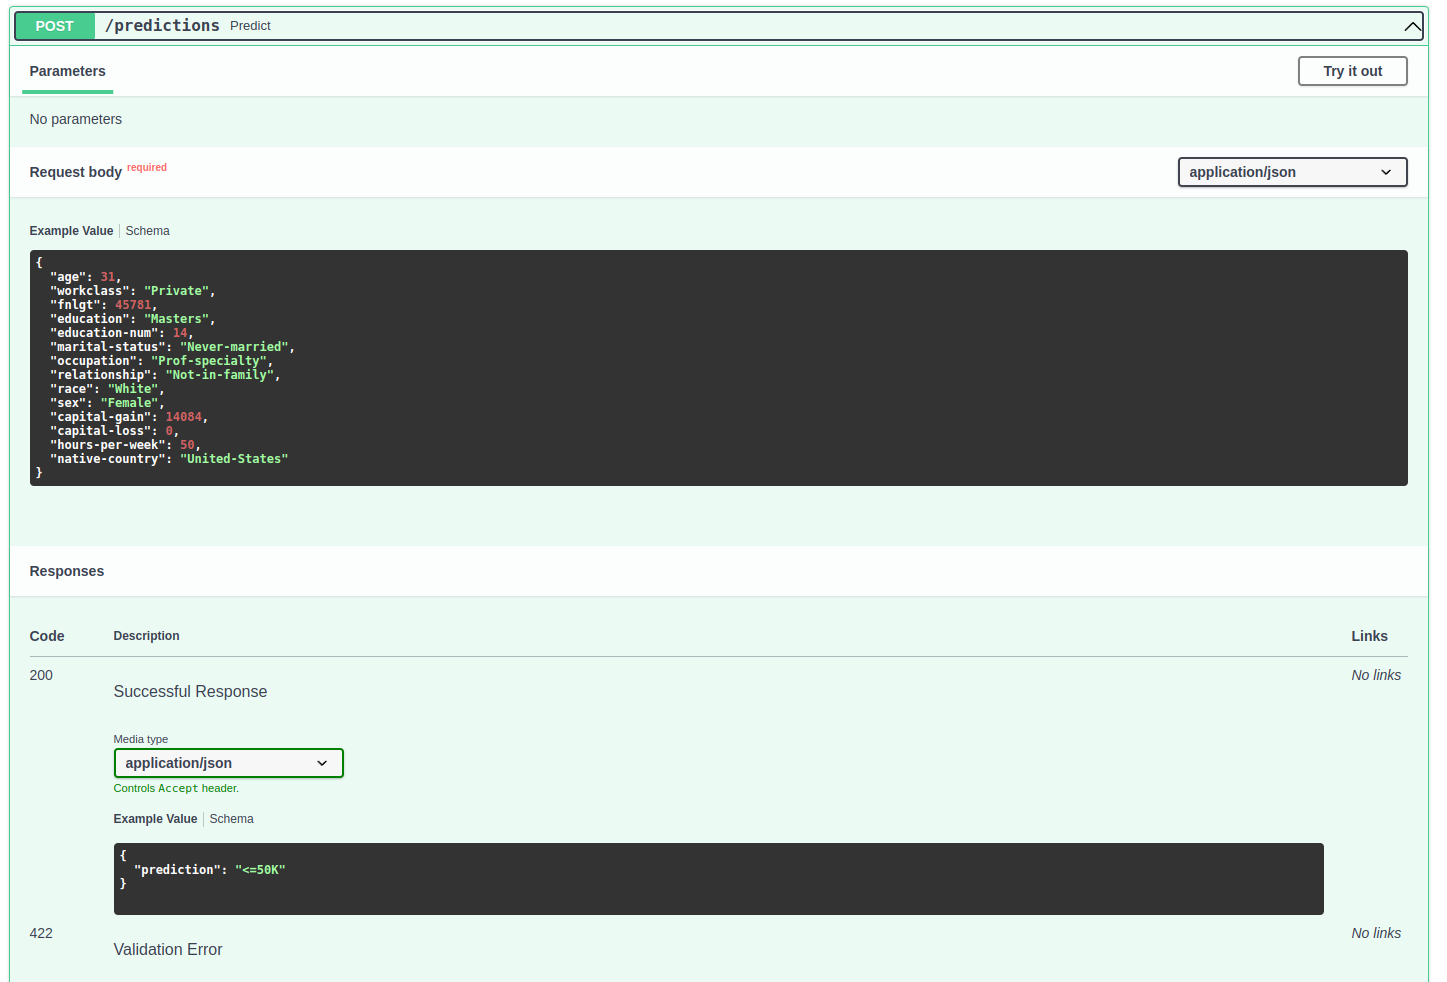 POST /predictions Predict
Parameters
Try it out
No parameters
Request body required
application/json
Example Value Schema
{
  "age": 31,
  "workclass": "Private",
  "fnlgt": 45781,
  "education": "Masters",
  "education-num": 14,
  "marital-status": "Never-married",
  "occupation": "Prof-specialty",
  "relationship": "Not-in-family",
  "race": "White",
  "sex": "Female",
  "capital-gain": 14084,
  "capital-loss": 0,
  "hours-per-week": 50,
  "native-country": "United-States"
}
Responses
Code Description Links
200 No links
Successful Response
Media type
application/json
Controls Accept header.
Example Value Schema
{
  "prediction": "<=50K"
}
422 No links
Validation Error